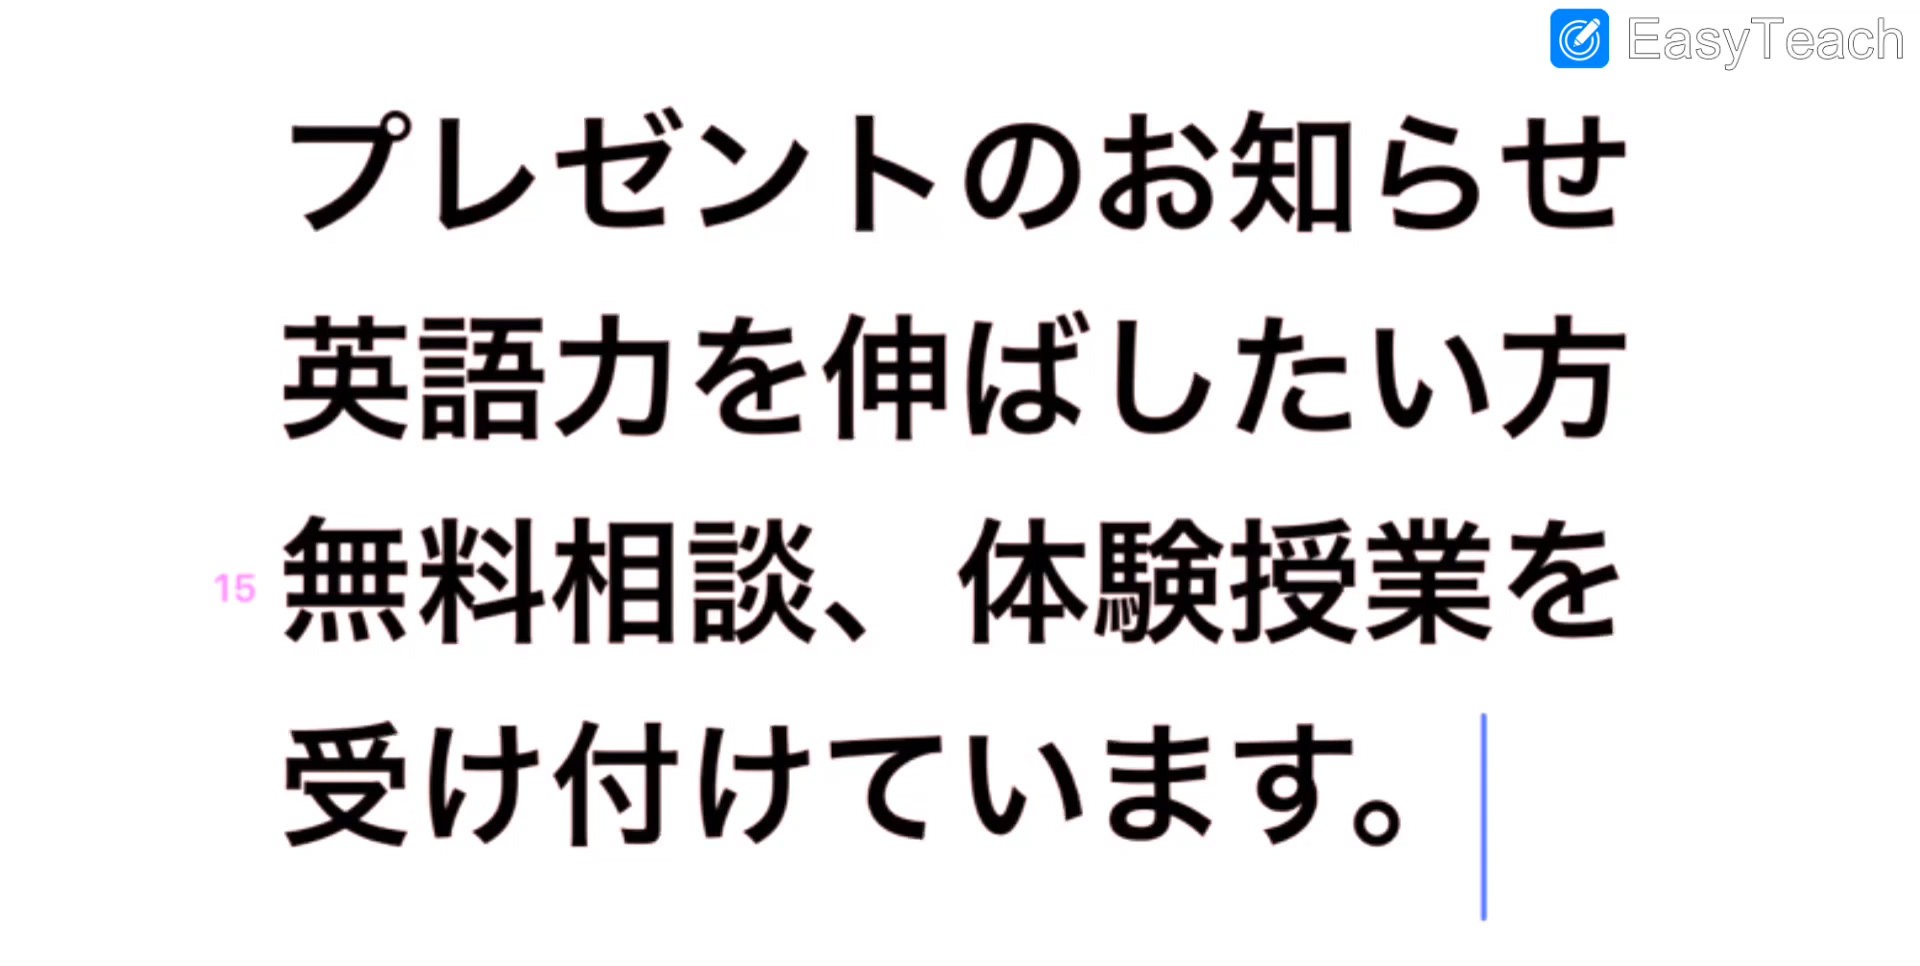 EasyTeach
プレゼントのお知らせ
英語力を伸ばしたい方
15 無料相談、体験授業を
受け付けています。